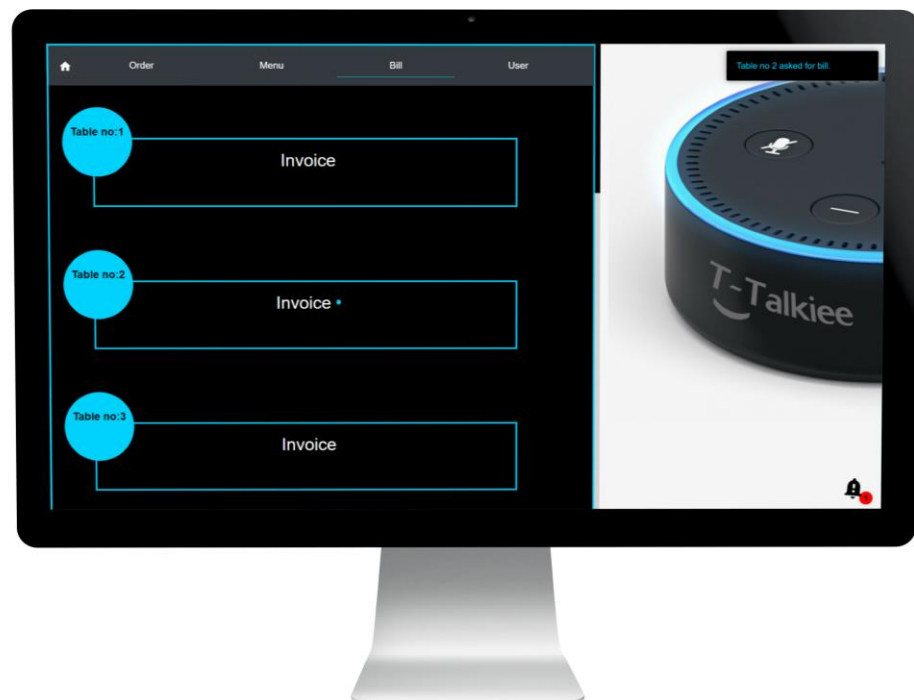 Order Menu Bill User
Table no 2 asked for bill.
Table no:1
Invoice
Table no:2
Invoice
Table no:3
Invoice
T-Talkiee